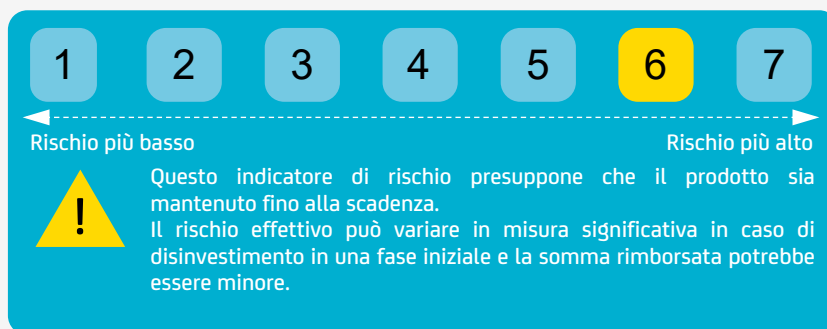 1 2 3 4 5 6 7
Rischio più basso Rischio più alto
!
Questo indicatore di rischio presuppone che il prodotto sia
mantenuto fino alla scadenza.
Il rischio effettivo può variare in misura significativa in caso di
disinvestimento in una fase iniziale e la somma rimborsata potrebbe
essere minore.